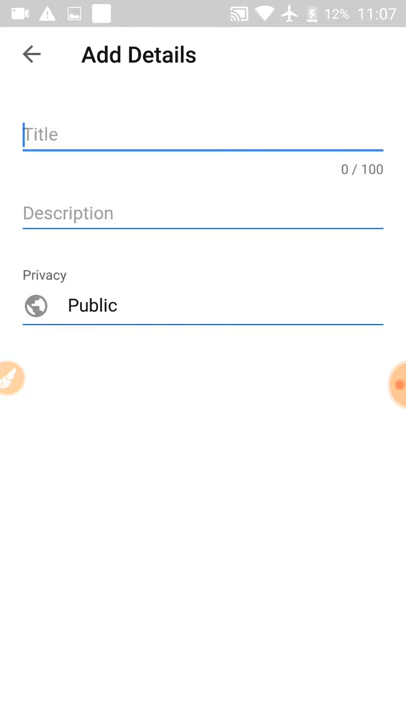 12% 11:07
Add Details
Title
0 / 100
Description
Privacy
Public